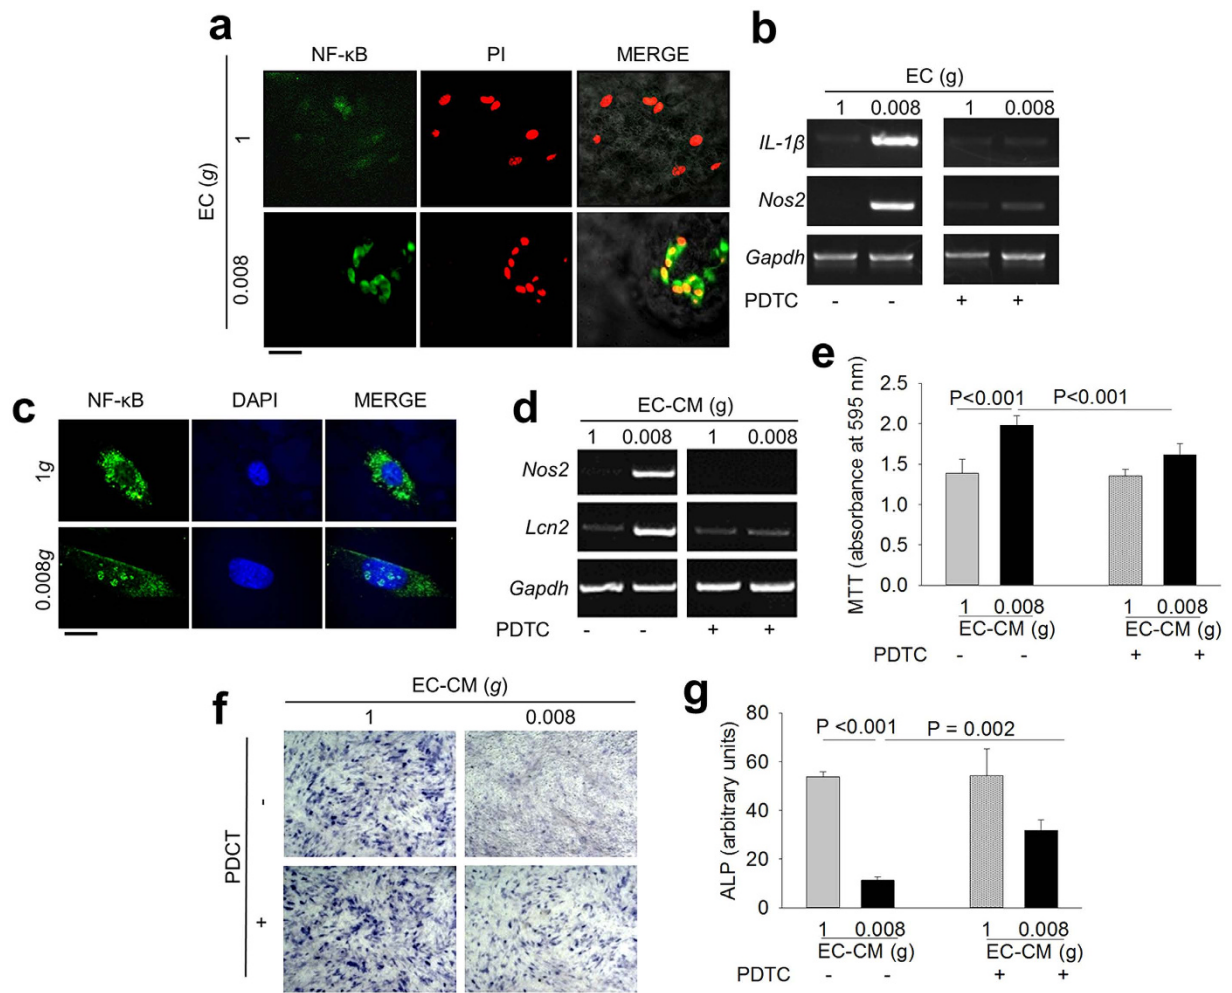 a
NF-κB PI MERGE
EC (g)
1
0.008
b
EC (g)
1 0.008 1 0.008
IL-1β
Nos2
Gapdh
PDTC - - + +
c
NF-κB DAPI MERGE
1g
0.008g
d
EC-CM (g)
1 0.008 1 0.008
Nos2
Lcn2
Gapdh
PDTC - - + +
e
MTT (absorbance at 595 nm)
2.5
2.0
1.5
1.0
0.5
0.0
P<0.001 P<0.001
1 0.008 1 0.008
EC-CM (g) EC-CM (g)
PDTC - - + +
f
EC-CM (g)
1 0.008
PDCT
-
+
g
ALP (arbitrary units)
80
60
40
20
0
P <0.001 P = 0.002
1 0.008 1 0.008
EC-CM (g) EC-CM (g)
PDTC - - + +